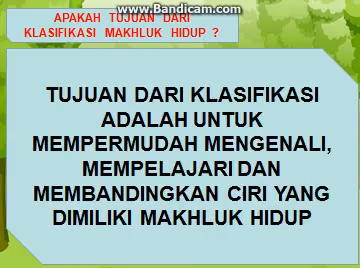 www.Bandicam.com
APAKAH TUJUAN DARI
KLASIFIKASI MAKHLUK HIDUP ?
TUJUAN DARI KLASIFIKASI
ADALAH UNTUK
MEMPERMUDAH MENGENALI,
MEMPELAJARI DAN
MEMBANDINGKAN CIRI YANG
DIMILIKI MAKHLUK HIDUP